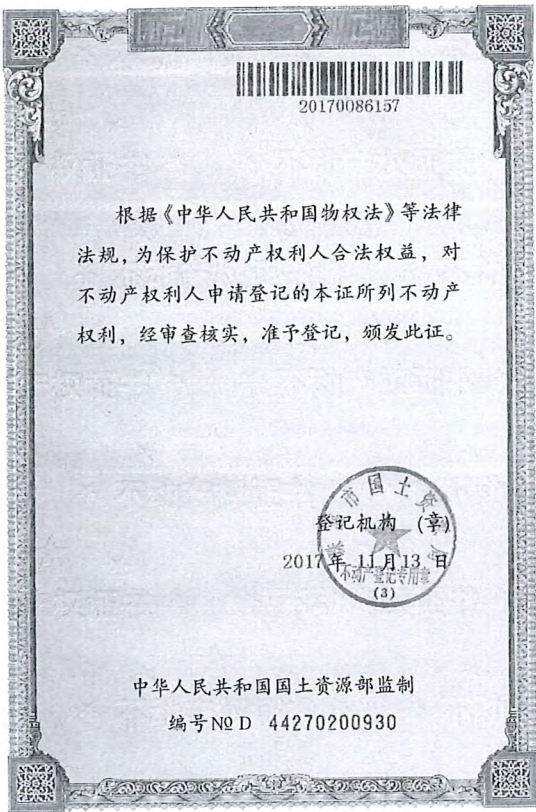 20170086157
根据《中华人民共和国物权法》等法律
法规，为保护不动产权利人合法权益，对
不动产权利人申请登记的本证所列不动产
权利，经审查核实，准予登记，颁发此证。
市国土资
局
登记机构 (章)
2017年 11月13 日
不动产登记专用章
(3)
中华人民共和国国土资源部监制
编号№ D 44270200930